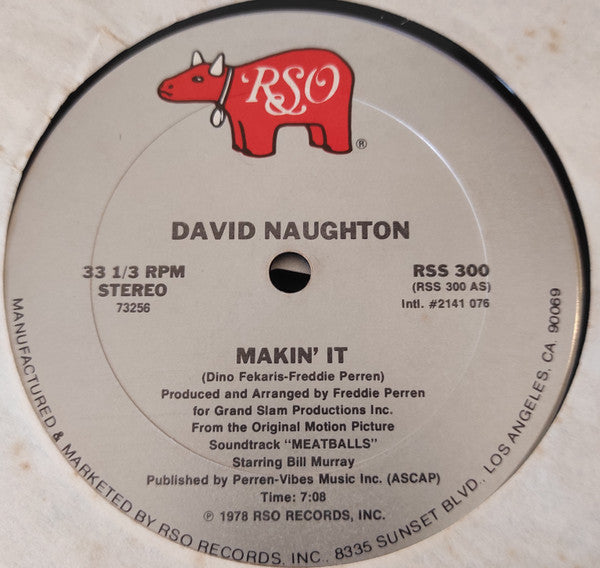 RSO
®
DAVID NAUGHTON
33 1/3 RPM
STEREO
73256
RSS 300
(RSS 300 AS)
Intl. #2141 076
MAKIN' IT
(Dino Fekaris-Freddie Perren)
Produced and Arranged by Freddie Perren
for Grand Slam Productions Inc.
From the Original Motion Picture
Soundtrack "MEATBALLS"
Starring Bill Murray
Published by Perren-Vibes Music Inc. (ASCAP)
Time: 7:08
℗ 1978 RSO RECORDS, INC.
MANUFACTURED & MARKETED BY RSO RECORDS, INC., 8335 SUNSET BLVD., LOS ANGELES, CA. 90069